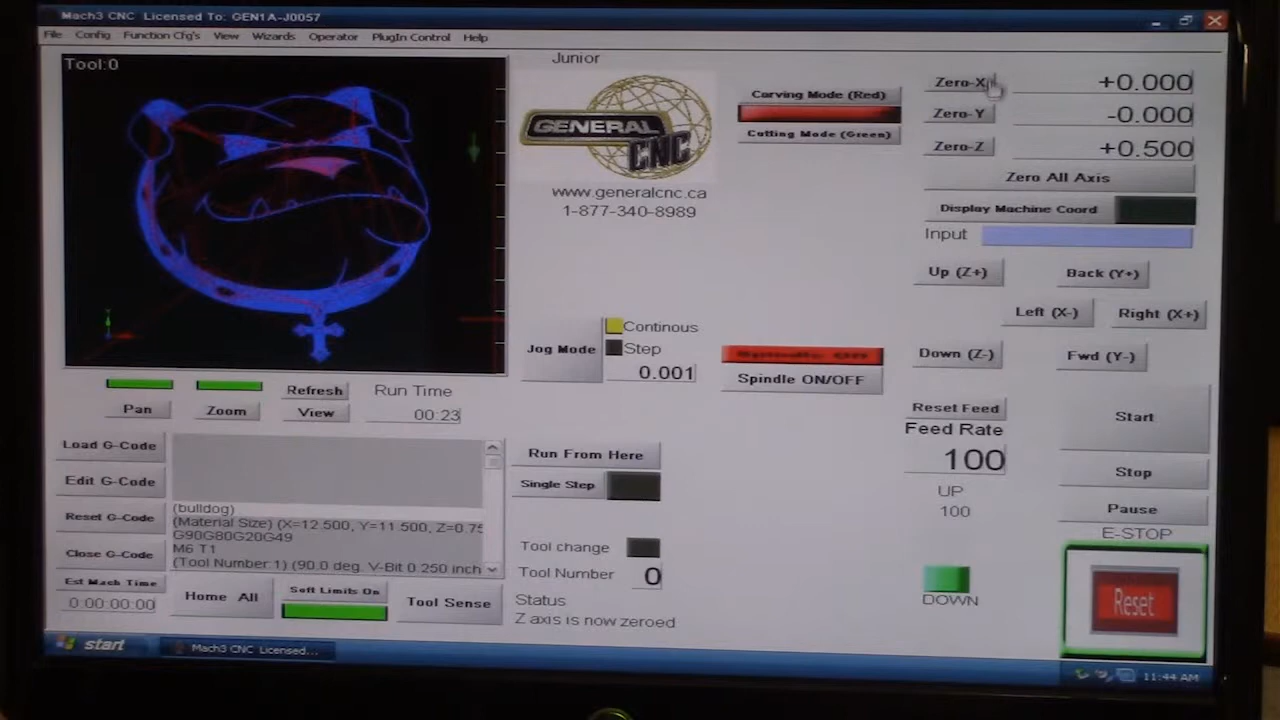 Mach3 CNC Licensed To: GEN1A-J0057
File Config Function Cfg's View Wizards Operator PlugIn Control Help
Tool:0
Junior
GENERAL
CNC
www.generalcnc.ca
1-877-340-8989
Carving Mode (Red)
Cutting Mode (Green)
Zero-X +0.000
Zero-Y -0.000
Zero-Z +0.500
Zero All Axis
Display Machine Coord
Input
Up (Z+) Back (Y+)
Left (X-) Right (X+)
Down (Z-) Fwd (Y-)
Jog Mode
Continous
Step
0.001
Spindle ON/OFF
Pan Zoom
Refresh
View
Run Time
00:23
Reset Feed
Feed Rate
100
UP
100
DOWN
Start
Stop
Pause
E-STOP
Reset
Load G-Code
Edit G-Code
Reset G-Code
Close G-Code
Est Mach Time
0:00:00:00
(bulldog)
(Material Size) (X=12.500, Y=11.500, Z=0.75
G90G80G20G49
M6 T1
(Tool Number:1) (90.0 deg. V-Bit 0.250 inch
Home All
Soft Limits On
Tool Sense
Run From Here
Single Step
Tool change
Tool Number 0
Status
Z axis is now zeroed
start
Mach3 CNC Licensed...
11:44 AM